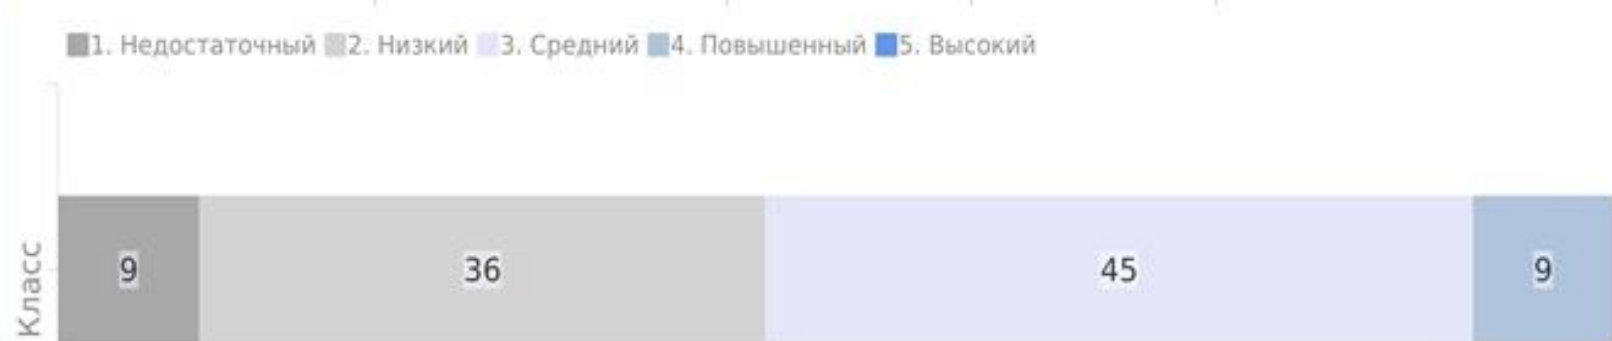 1. Недостаточный 2. Низкий 3. Средний 4. Повышенный 5. Высокий
Класс
9 36 45 9